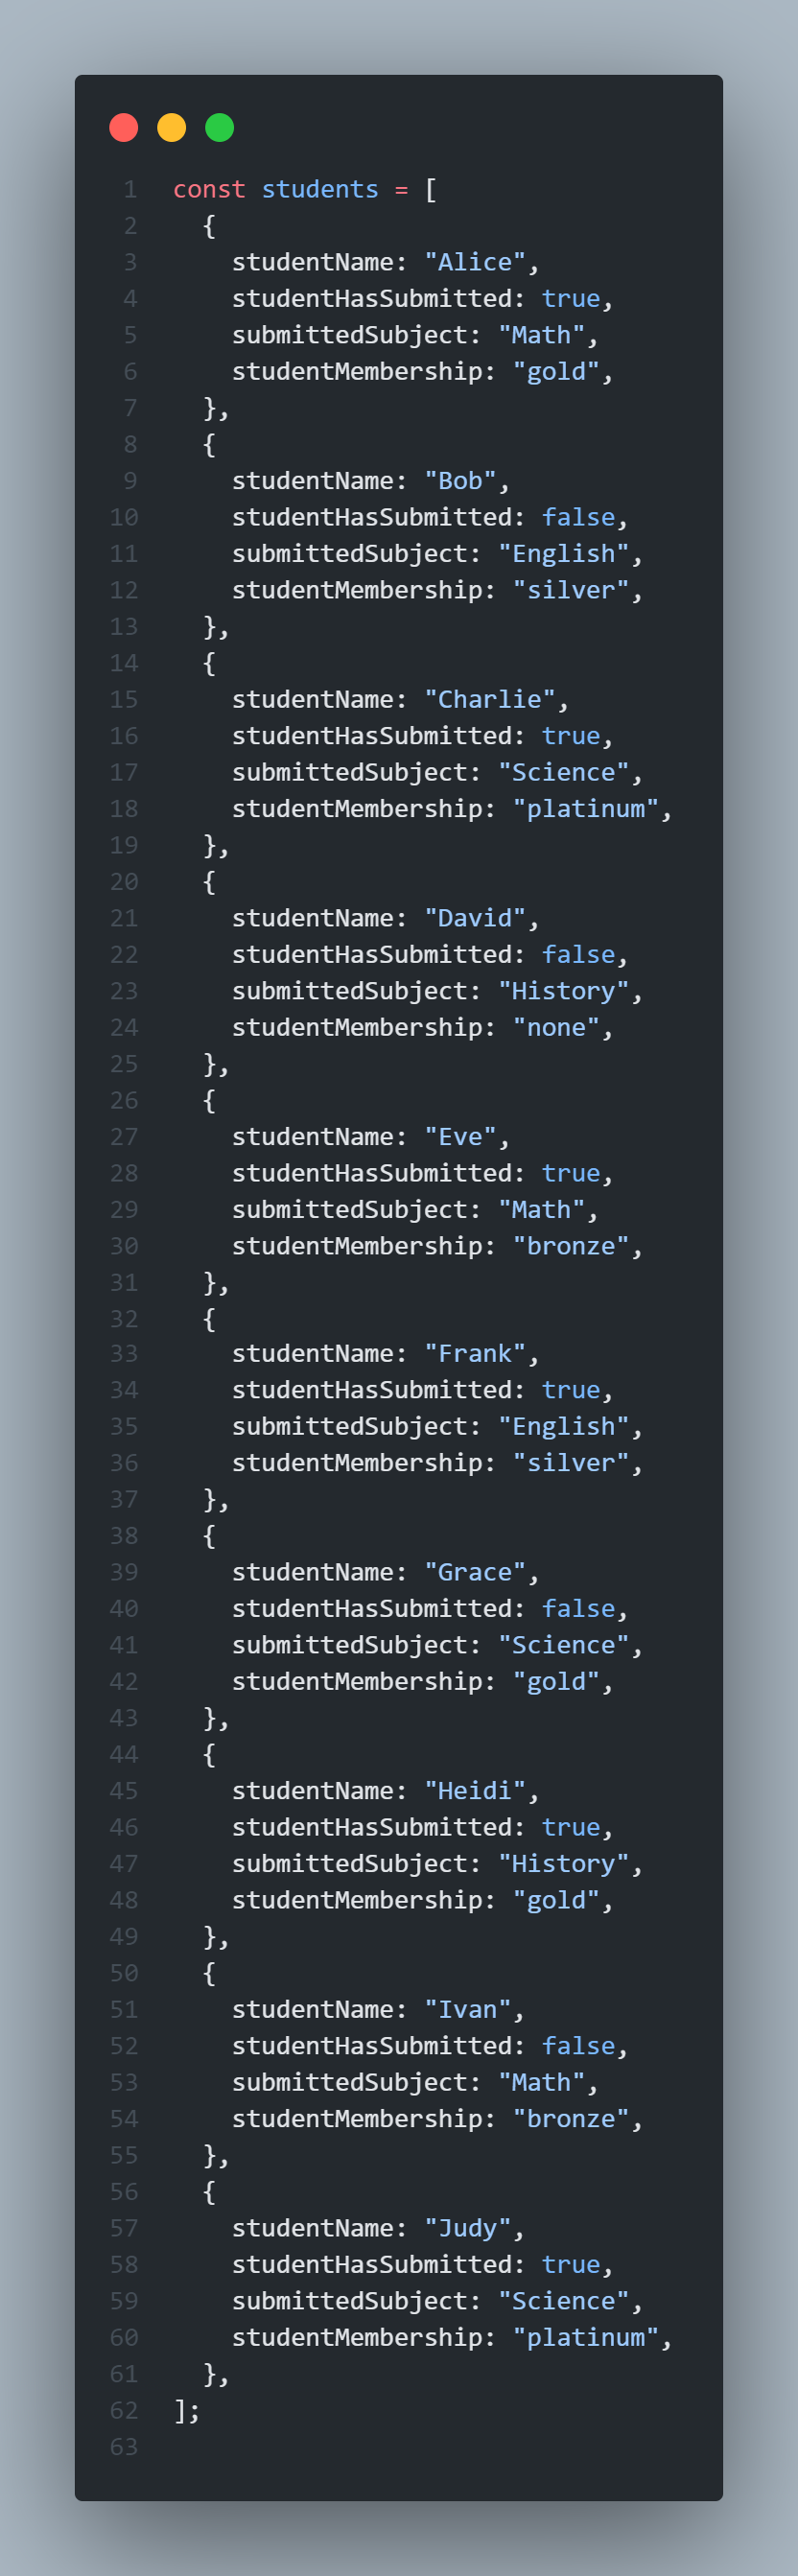 1 const students = [
2   {
3     studentName: "Alice",
4     studentHasSubmitted: true,
5     submittedSubject: "Math",
6     studentMembership: "gold",
7   },
8   {
9     studentName: "Bob",
10     studentHasSubmitted: false,
11     submittedSubject: "English",
12     studentMembership: "silver",
13   },
14   {
15     studentName: "Charlie",
16     studentHasSubmitted: true,
17     submittedSubject: "Science",
18     studentMembership: "platinum",
19   },
20   {
21     studentName: "David",
22     studentHasSubmitted: false,
23     submittedSubject: "History",
24     studentMembership: "none",
25   },
26   {
27     studentName: "Eve",
28     studentHasSubmitted: true,
29     submittedSubject: "Math",
30     studentMembership: "bronze",
31   },
32   {
33     studentName: "Frank",
34     studentHasSubmitted: true,
35     submittedSubject: "English",
36     studentMembership: "silver",
37   },
38   {
39     studentName: "Grace",
40     studentHasSubmitted: false,
41     submittedSubject: "Science",
42     studentMembership: "gold",
43   },
44   {
45     studentName: "Heidi",
46     studentHasSubmitted: true,
47     submittedSubject: "History",
48     studentMembership: "gold",
49   },
50   {
51     studentName: "Ivan",
52     studentHasSubmitted: false,
53     submittedSubject: "Math",
54     studentMembership: "bronze",
55   },
56   {
57     studentName: "Judy",
58     studentHasSubmitted: true,
59     submittedSubject: "Science",
60     studentMembership: "platinum",
61   },
62 ];
63